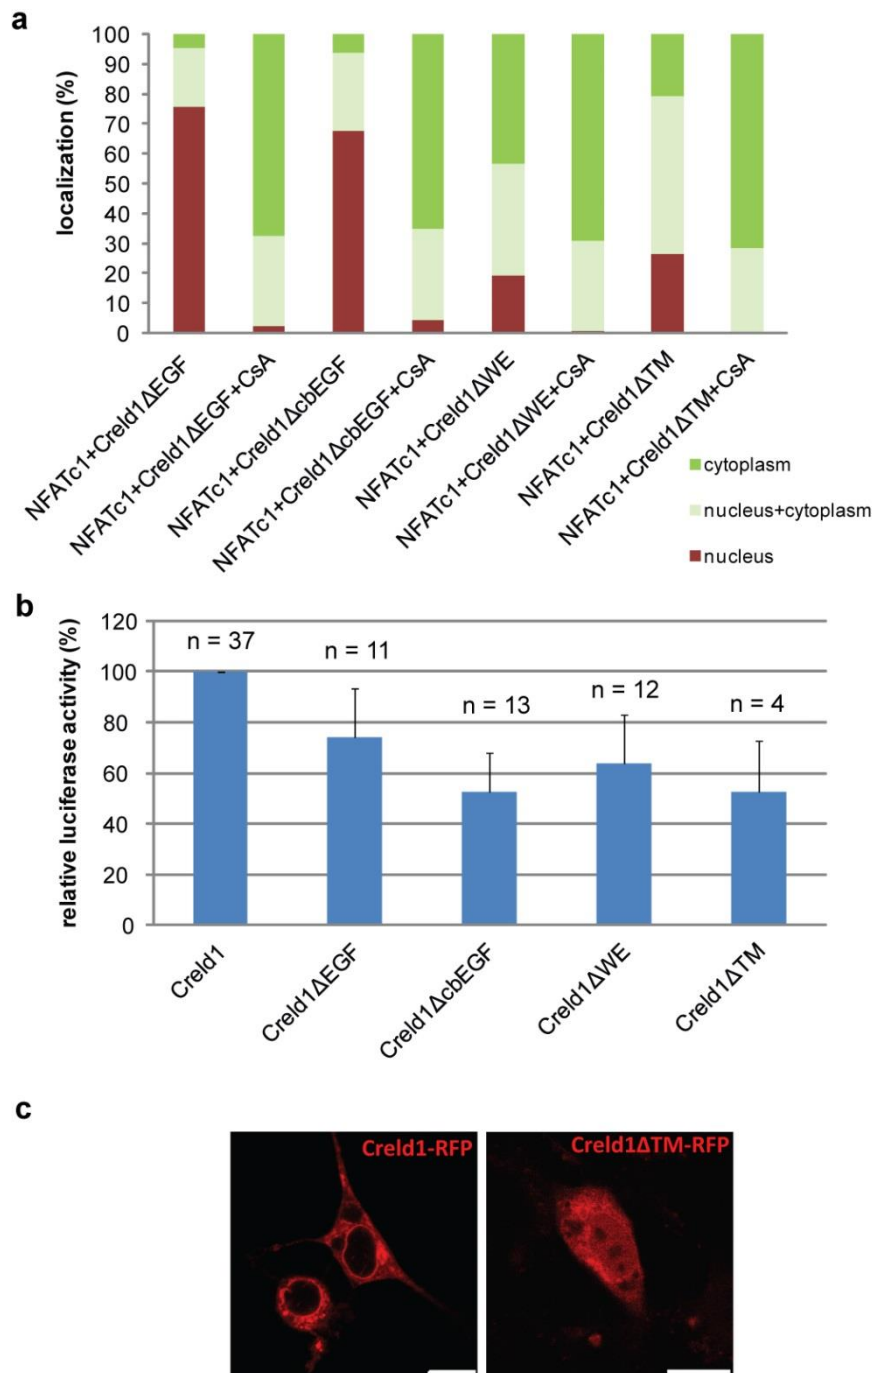 a
localization (%)
100
90
80
70
60
50
40
30
20
10
0
NFATc1+Creld1ΔEGF
NFATc1+Creld1ΔEGF+CsA
NFATc1+Creld1ΔcbEGF
NFATc1+Creld1ΔcbEGF+CsA
NFATc1+Creld1ΔWE
NFATc1+Creld1ΔWE+CsA
NFATc1+Creld1ΔTM
NFATc1+Creld1ΔTM+CsA
cytoplasm
nucleus+cytoplasm
nucleus
b
relative luciferase activity (%)
120
100
80
60
40
20
0
n = 37
n = 11
n = 13
n = 12
n = 4
Creld1
Creld1ΔEGF
Creld1ΔcbEGF
Creld1ΔWE
Creld1ΔTM
c
Creld1-RFP
Creld1ΔTM-RFP